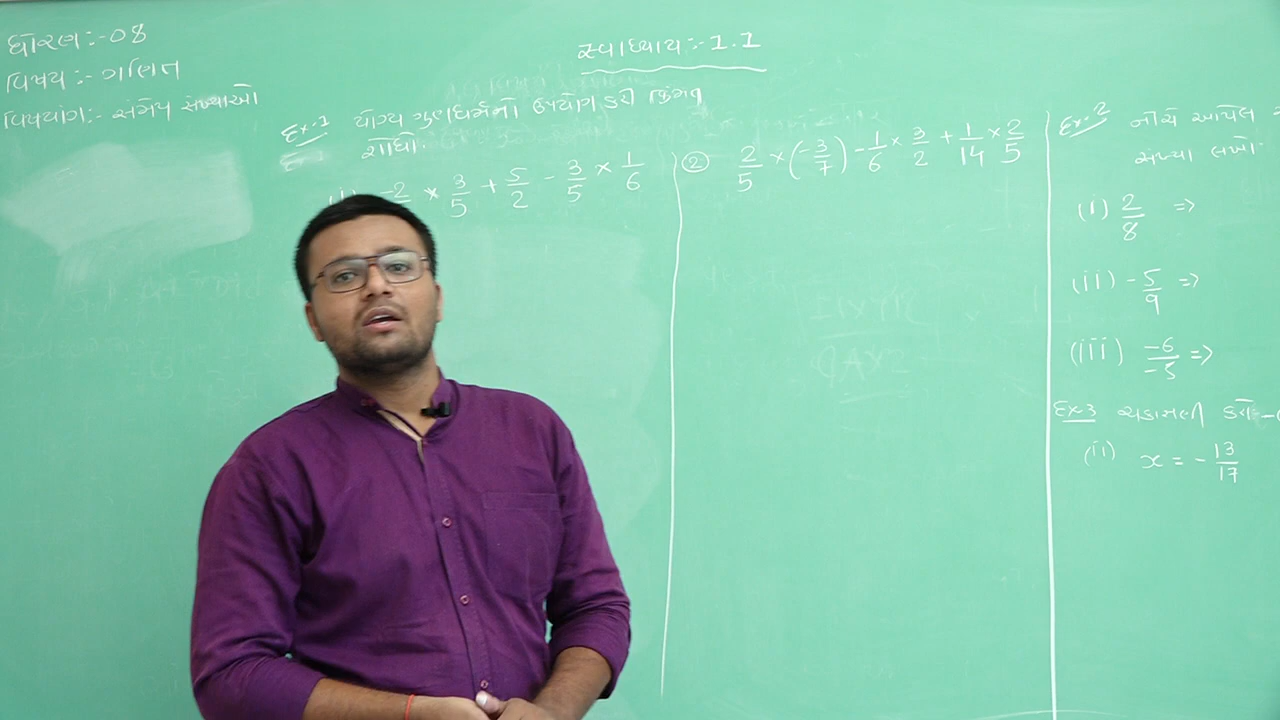 ધોરણ:-08
વિષય:- ગણિત
વિષયાંગ:- સંમેય સંખ્યાઓ
સ્વાધ્યાય:- 1.1
Ex.-1 યોગ્ય ગુણધર્મનો ઉપયોગ કરી કિંમત
શોધો.
-2 × 3/5 + 5/2 - 3/5 × 1/6
② 2/5 × (-3/7) - 1/6 × 3/2 + 1/14 × 2/5
Ex-2 નીચે આપેલ
સંખ્યા લખો.
(i) 2/8 =>
(ii) -5/9 =>
(iii) -6/-5 =>
Ex-3 ચકાસણી કરો -
(ii) x = -13/17